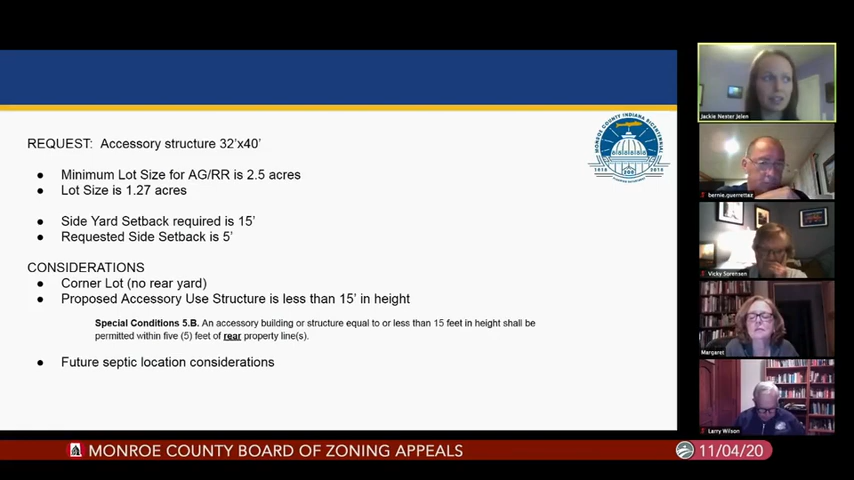 REQUEST: Accessory structure 32'x40'
● Minimum Lot Size for AG/RR is 2.5 acres
● Lot Size is 1.27 acres
● Side Yard Setback required is 15'
● Requested Side Setback is 5'
CONSIDERATIONS
● Corner Lot (no rear yard)
● Proposed Accessory Use Structure is less than 15' in height
Special Conditions 5.B. An accessory building or structure equal to or less than 15 feet in height shall be
permitted within five (5) feet of rear property line(s).
● Future septic location considerations
MONROE COUNTY INDIANA BICENTENNIAL
1818
2018
Jackie Nester Jelen
bernie.guerrettaz
Vicky Sorensen
Margaret
Larry Wilson
MONROE COUNTY BOARD OF ZONING APPEALS
11/04/20